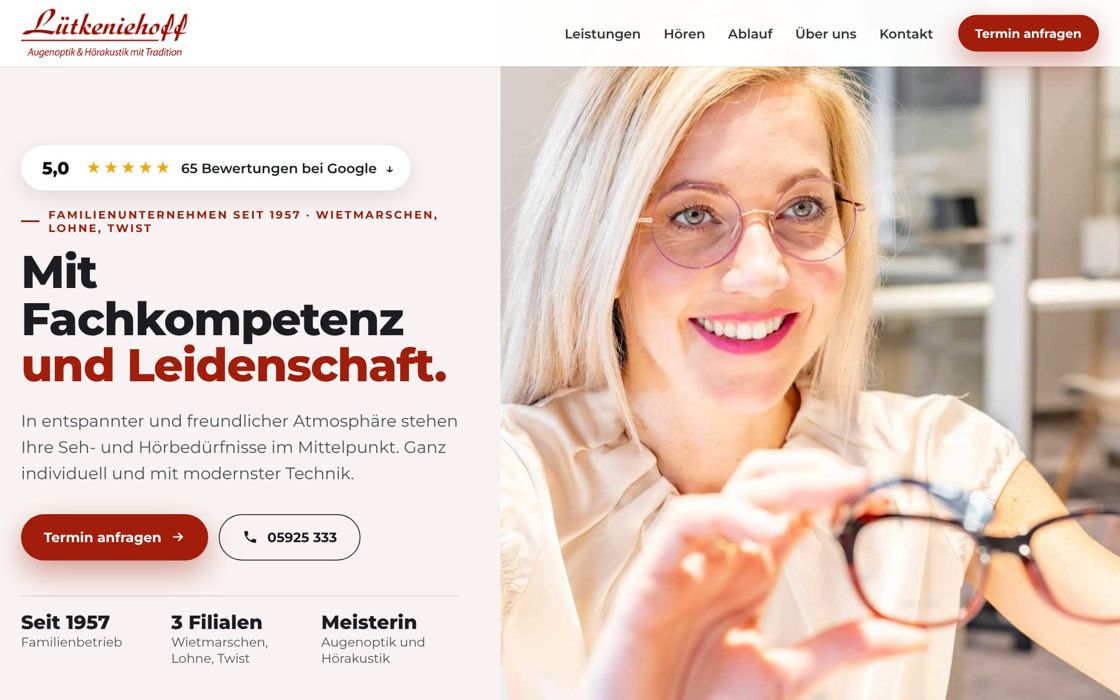 Lütkeniehoff
Augenoptik & Hörakustik mit Tradition
Leistungen
Hören
Ablauf
Über uns
Kontakt
Termin anfragen
5,0 ★★★★★ 65 Bewertungen bei Google ↓
FAMILIENUNTERNEHMEN SEIT 1957 · WIETMARSCHEN,
LOHNE, TWIST
Mit
Fachkompetenz
und Leidenschaft.
In entspannter und freundlicher Atmosphäre stehen
Ihre Seh- und Hörbedürfnisse im Mittelpunkt. Ganz
individuell und mit modernster Technik.
Termin anfragen →
05925 333
Seit 1957
Familienbetrieb
3 Filialen
Wietmarschen,
Lohne, Twist
Meisterin
Augenoptik und
Hörakustik